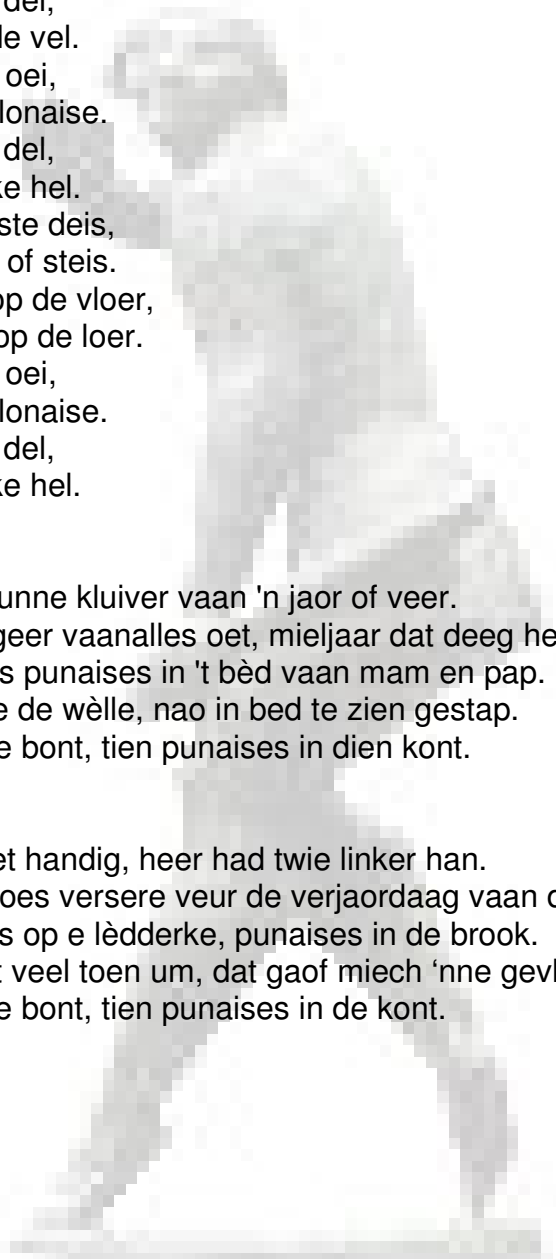 del,
le vel.
oei,
lonaise.
del,
ke hel.
ste deis,
of steis.
op de vloer,
op de loer.
oei,
lonaise.
del,
ke hel.
unne kluiver vaan 'n jaor of veer.
geer vaanalles oet, mieljaar dat deeg he
s punaises in 't bèd vaan mam en pap.
e de wèlle, nao in bed te zien gestap.
e bont, tien punaises in dien kont.
et handig, heer had twie linker han.
oes versere veur de verjaordaag vaan d
s op e lèdderke, punaises in de brook.
t veel toen um, dat gaof miech ‘nne gevl
e bont, tien punaises in de kont.